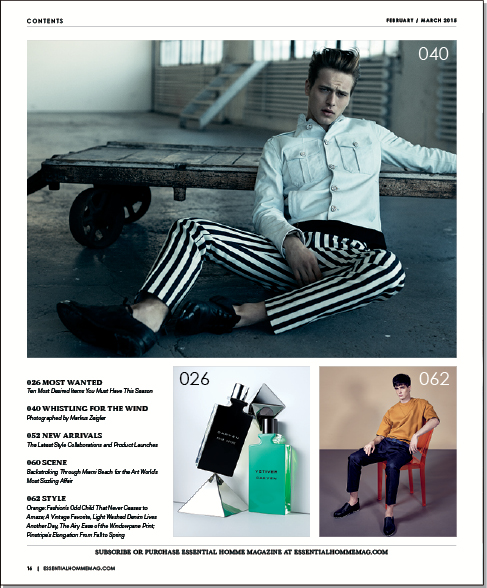 CONTENTS
FEBRUARY / MARCH 2015
040
026 MOST WANTED
Ten Most Desired Items You Must Have This Season
040 WHISTLING FOR THE WIND
Photographed by Markus Zeigler
052 NEW ARRIVALS
The Latest Style Collaborations and Product Launches
060 SCENE
Backstroking Through Miami Beach for the Art World's
Most Sizzling Affair
062 STYLE
Orange: Fashion's Odd Child That Never Ceases to
Amaze; A Vintage Favorite, Light Washed Denim Lives
Another Day; The Airy Ease of the Windowpane Print;
Pinstripe's Elongation From Fall to Spring
026
CARVEN
VETIVER
CARVEN
062
SUBSCRIBE OR PURCHASE ESSENTIAL HOMME MAGAZINE AT ESSENTIALHOMMEMAG.COM
16 | ESSENTIALHOMMEMAG.COM